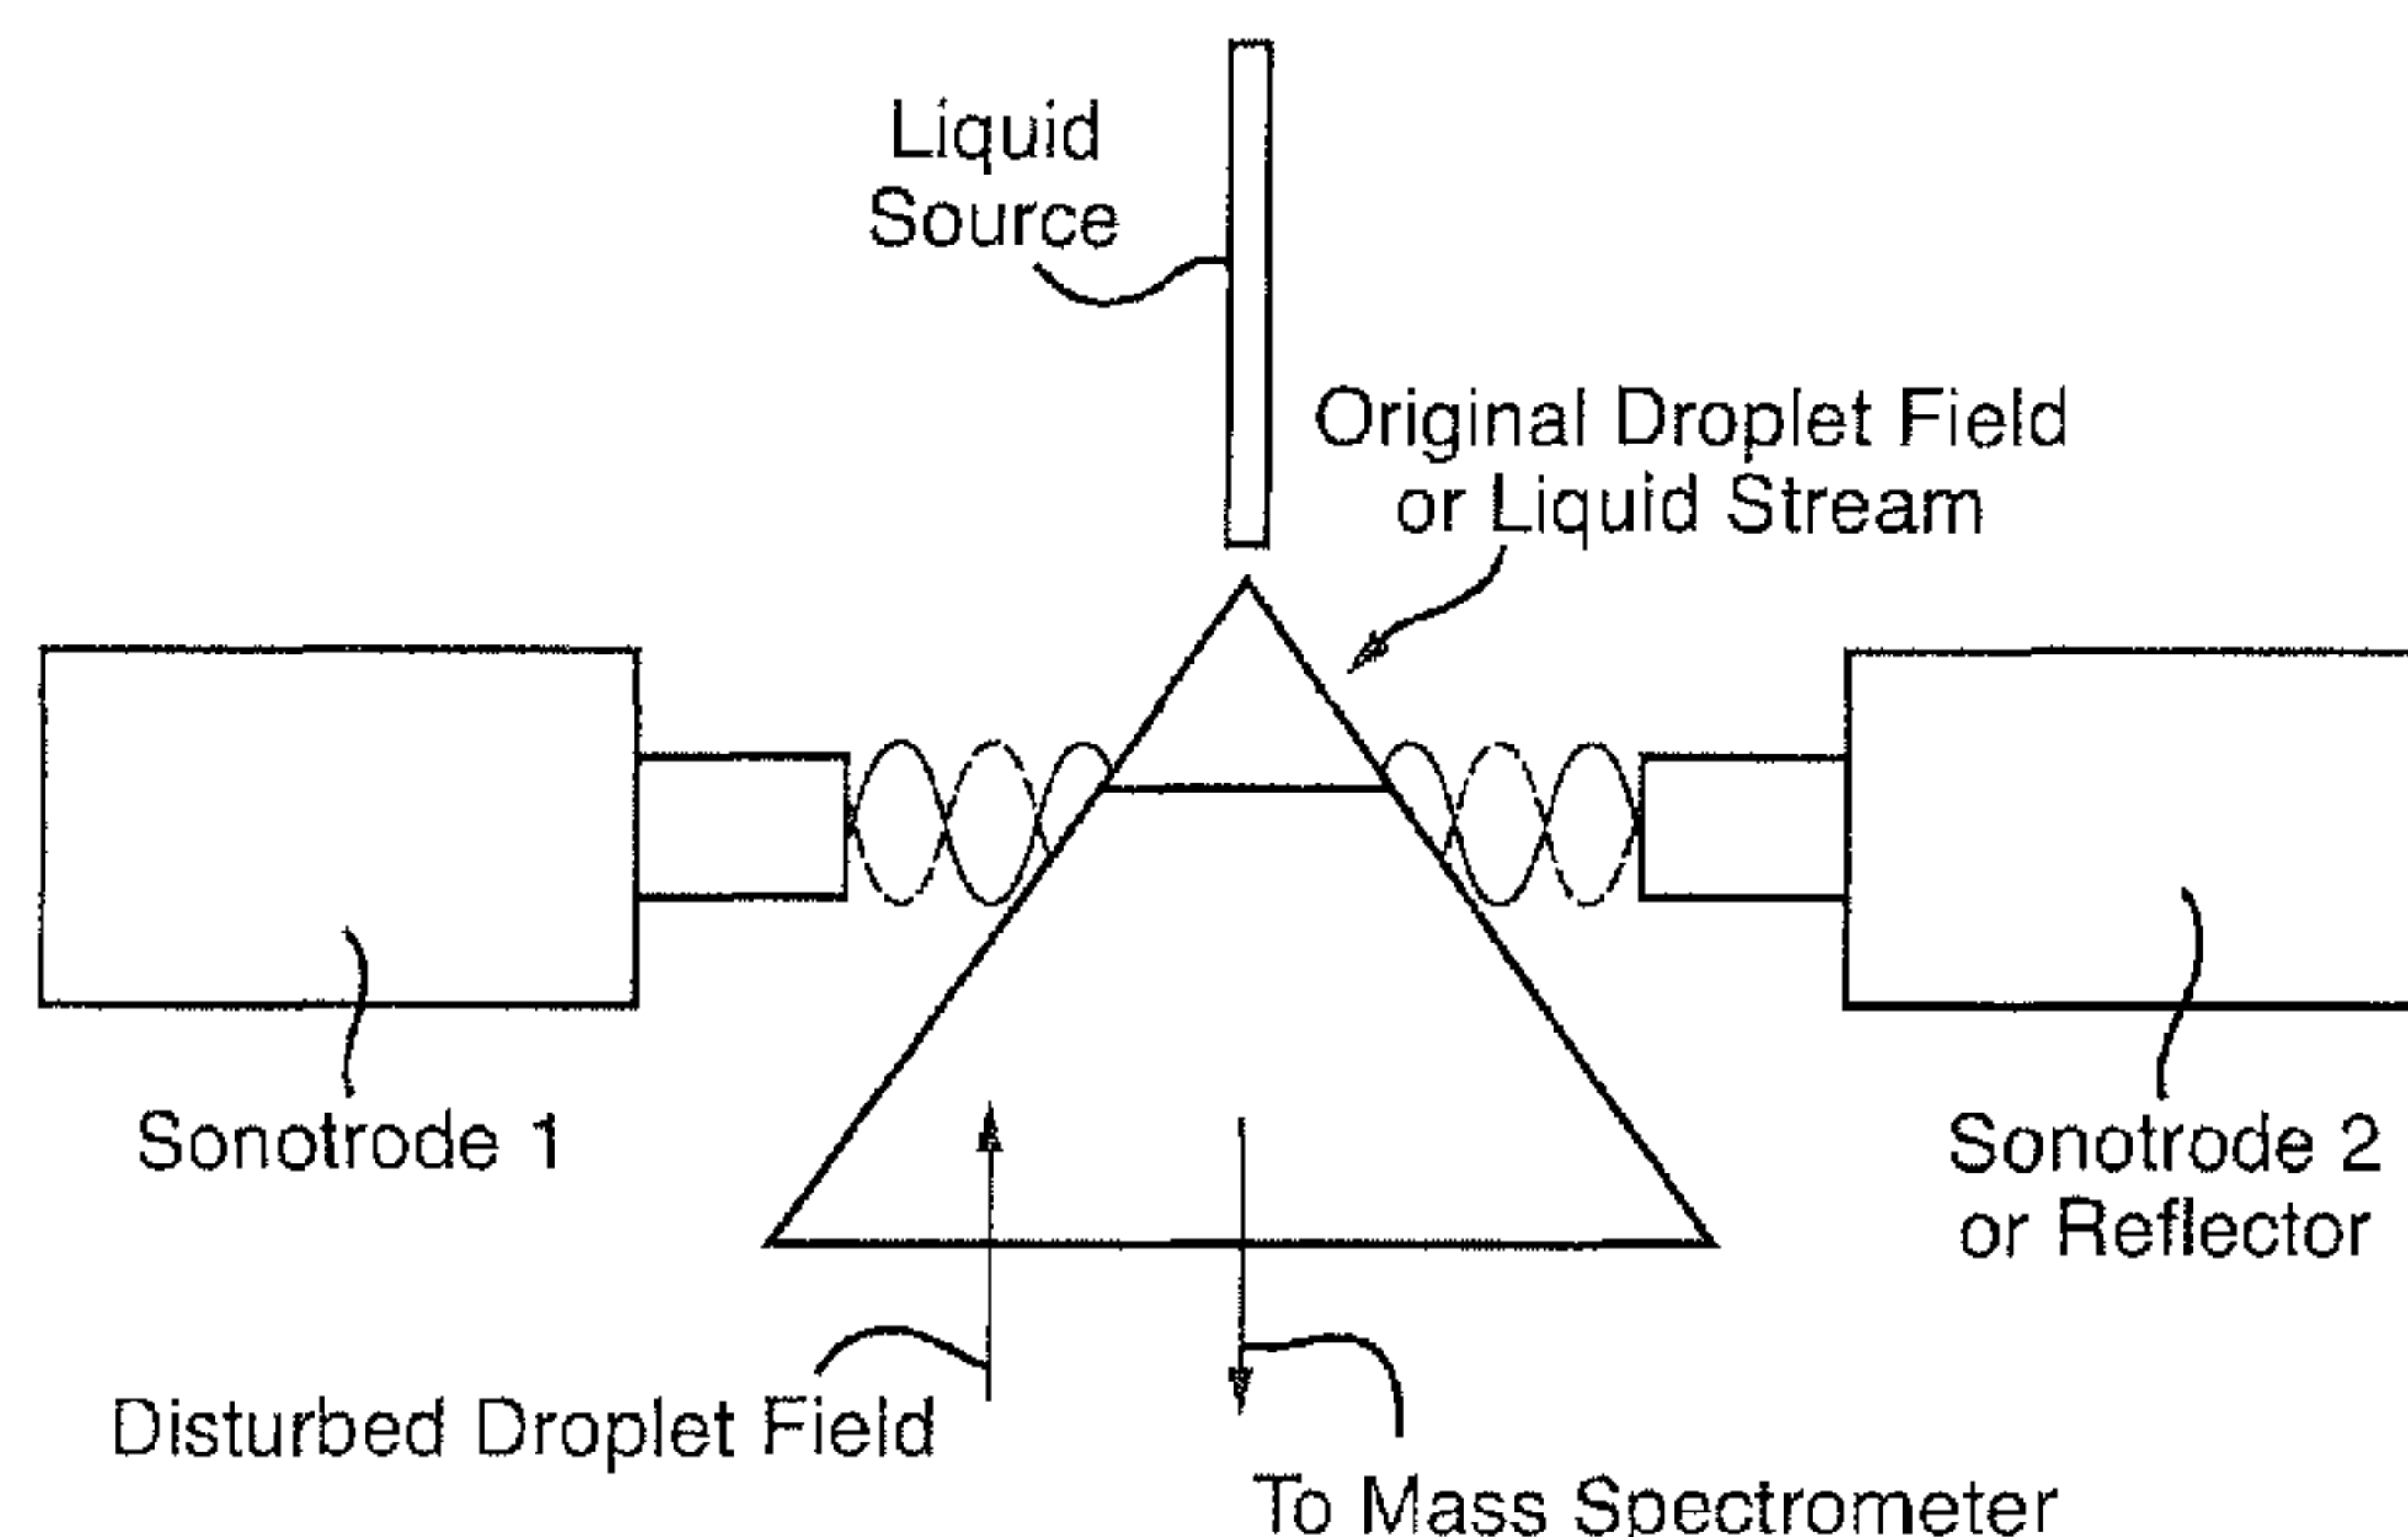 Liquid
Source
Original Droplet Field
or Liquid Stream
Sonotrode 1
Sonotrode 2
or Reflector
Disturbed Droplet Field
To Mass Spectrometer